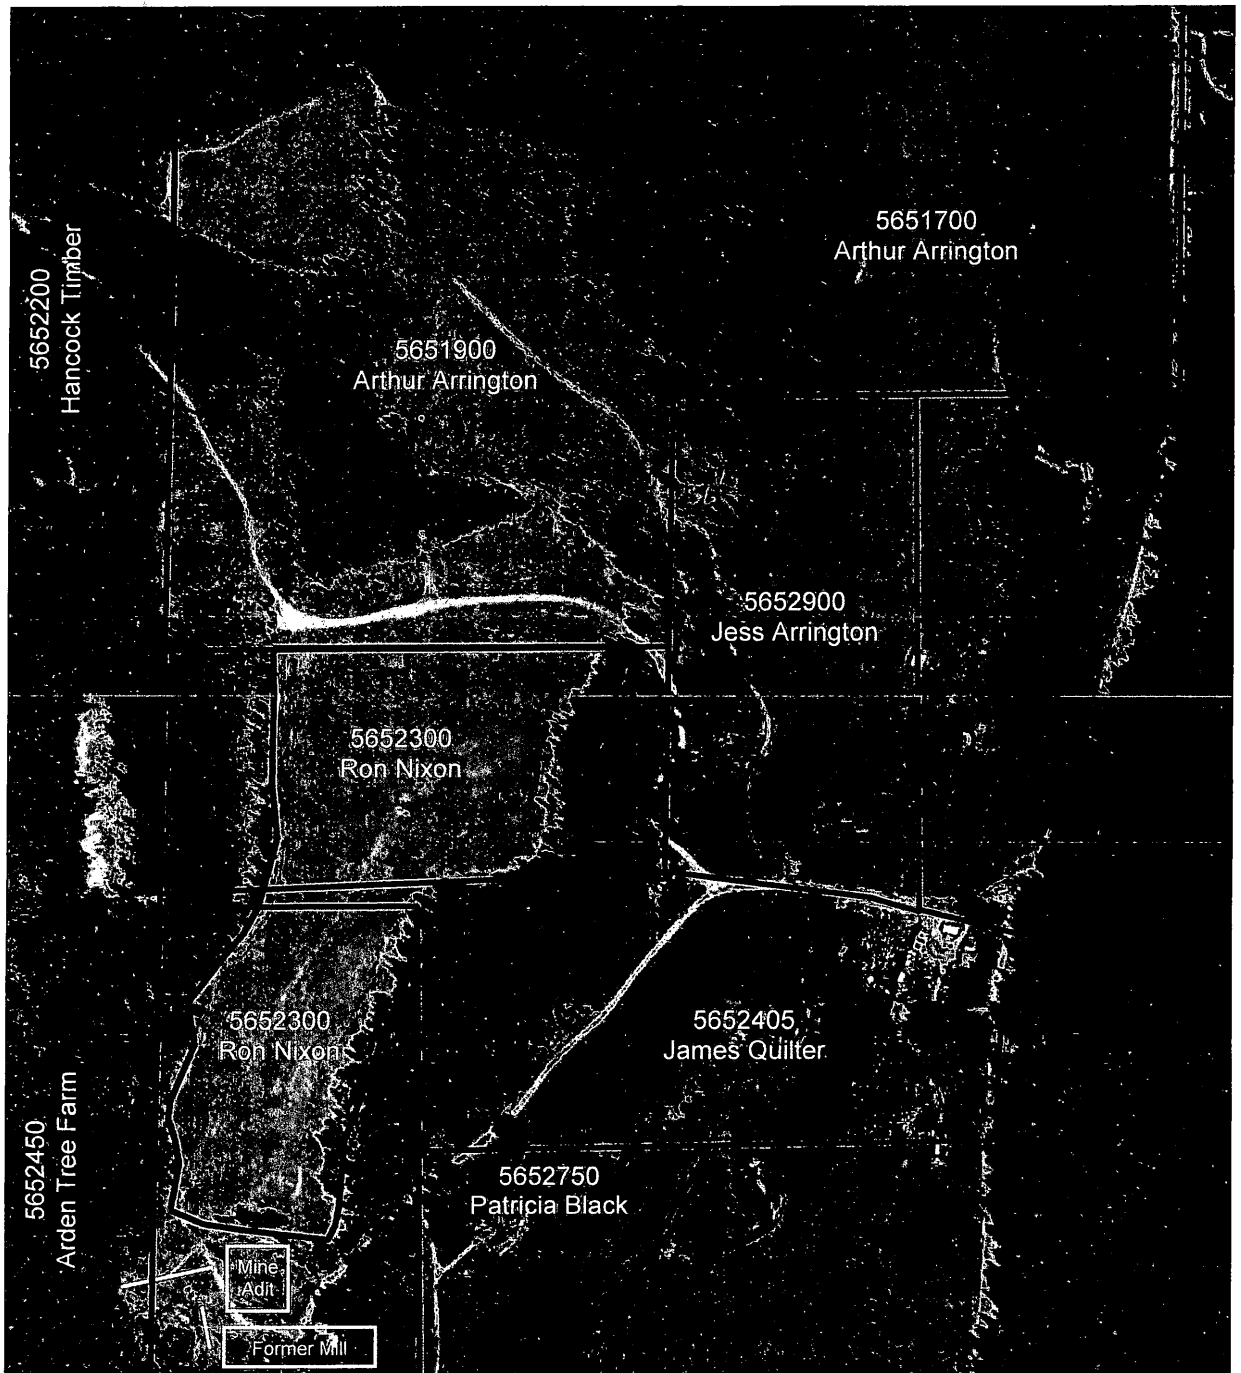 5651700
Arthur Arrington
5652200
Hancock Timber
5651900
Arthur Arrington
5652900
Jess Arrington
5652300
Ron Nixon
5652300
Ron Nixon
5652405
James Quilter
5652450
Arden Tree Farm
5652750
Patricia Black
Mine
Adit
Former Mill